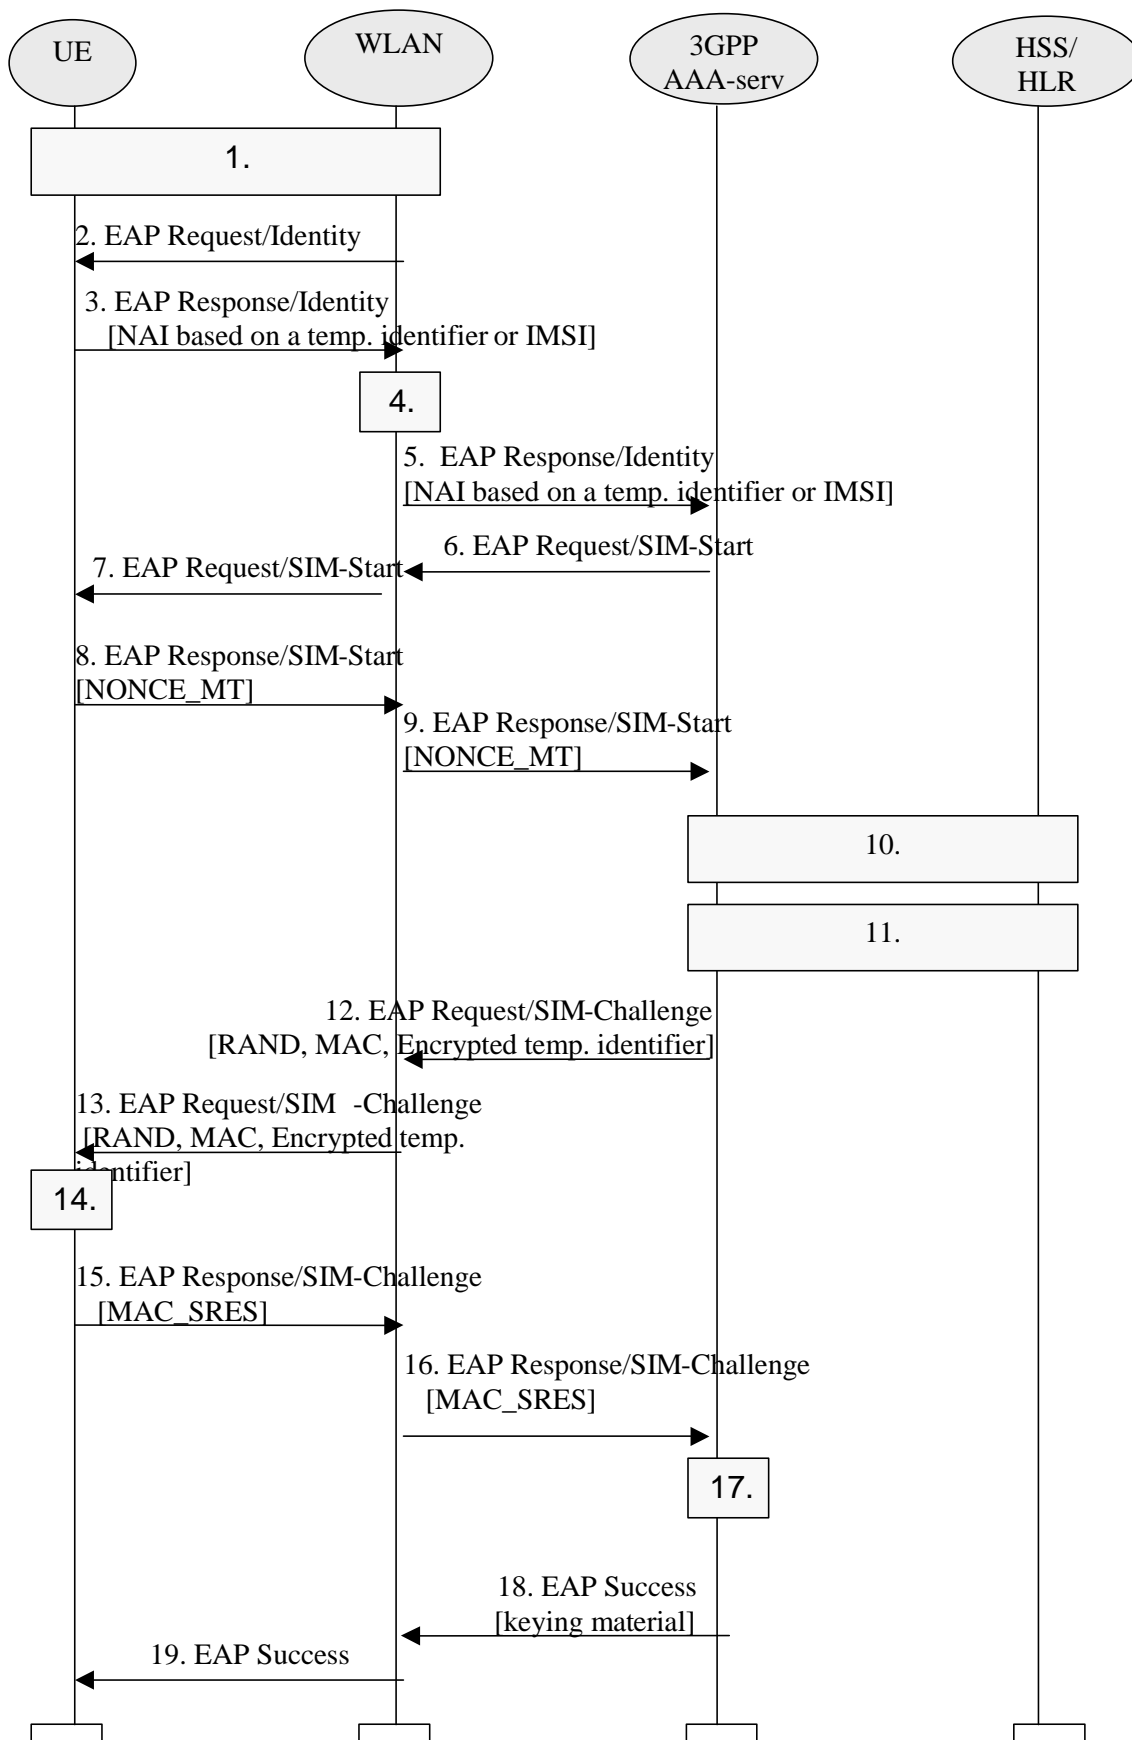 UE
WLAN
3GPP
AAA-serv
HSS/
HLR
1.
2. EAP Request/Identity
3. EAP Response/Identity
[NAI based on a temp. identifier or IMSI]
4.
5.  EAP Response/Identity
[NAI based on a temp. identifier or IMSI]
6. EAP Request/SIM-Start
7. EAP Request/SIM-Start
8. EAP Response/SIM-Start
[NONCE_MT]
9. EAP Response/SIM-Start
[NONCE_MT]
10.
11.
12. EAP Request/SIM-Challenge
[RAND, MAC, Encrypted temp. identifier]
13. EAP Request/SIM  -Challenge
[RAND, MAC, Encrypted temp.
identifier]
14.
15. EAP Response/SIM-Challenge
[MAC_SRES]
16. EAP Response/SIM-Challenge
[MAC_SRES]
17.
18. EAP Success
[keying material]
19. EAP Success